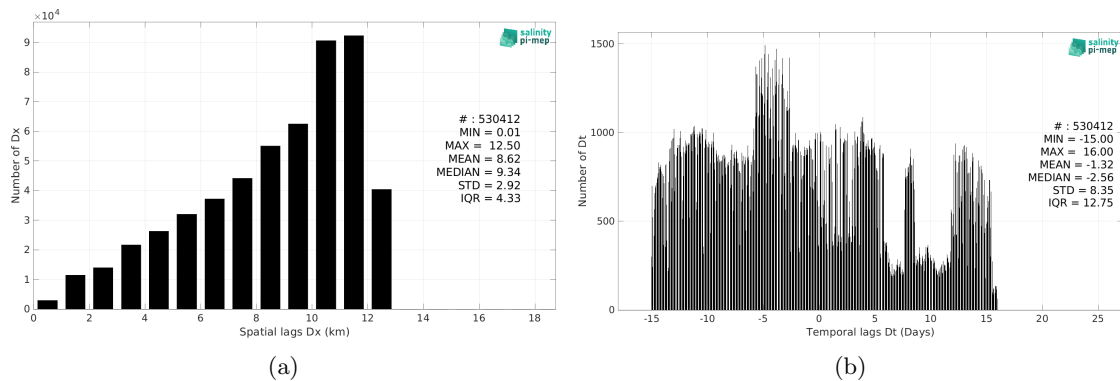 ×10⁴
9
8
7
6
5
4
3
2
1
0
Number of Dx
0 2 4 6 8 10 12 14 16 18
Spatial lags Dx (km)
salinity
pi-mep
# : 530412
MIN = 0.01
MAX = 12.50
MEAN = 8.62
MEDIAN = 9.34
STD = 2.92
IQR = 4.33
(a)
1500
1000
500
0
Number of Dt
-15 -10 -5 0 5 10 15 20 25
Temporal lags Dt (Days)
salinity
pi-mep
# : 530412
MIN = -15.00
MAX = 16.00
MEAN = -1.32
MEDIAN = -2.56
STD = 8.35
IQR = 12.75
(b)